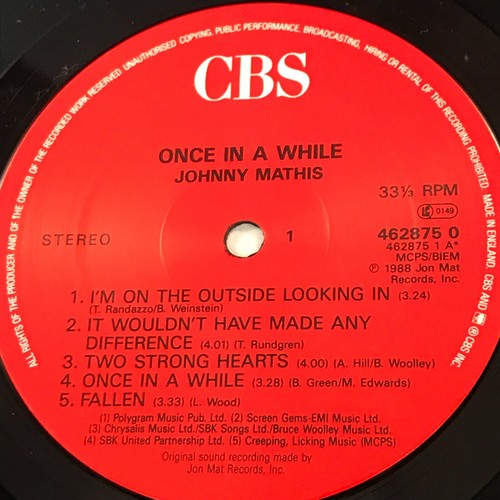 ALL RIGHTS OF THE PRODUCER AND OF THE OWNER OF THE RECORDED WORK RESERVED. UNAUTHORISED COPYING, PUBLIC PERFORMANCE, BROADCASTING, HIRING OR RENTAL OF THIS RECORDING PROHIBITED. MADE IN ENGLAND. CBS AND ARE ® CBS INC.
CBS
ONCE IN A WHILE
JOHNNY MATHIS
33⅓ RPM
LC 0149
STEREO
1
462875 0
462875 1 A*
MCPS/BIEM
℗ 1988 Jon Mat
Records, Inc.
1. I'M ON THE OUTSIDE LOOKING IN (3.24)
(T. Randazzo/B. Weinstein)
2. IT WOULDN'T HAVE MADE ANY
DIFFERENCE (4.01) (T. Rundgren)
3. TWO STRONG HEARTS (4.00) (A. Hill/B. Woolley)
4. ONCE IN A WHILE (3.28) (B. Green/M. Edwards)
5. FALLEN (3.33) (L. Wood)
(1) Polygram Music Pub. Ltd. (2) Screen Gems-EMI Music Ltd.
(3) Chrysalis Music Ltd./SBK Songs Ltd./Bruce Woolley Music Ltd.
(4) SBK United Partnership Ltd. (5) Creeping, Licking Music (MCPS)
Original sound recording made by
Jon Mat Records, Inc.